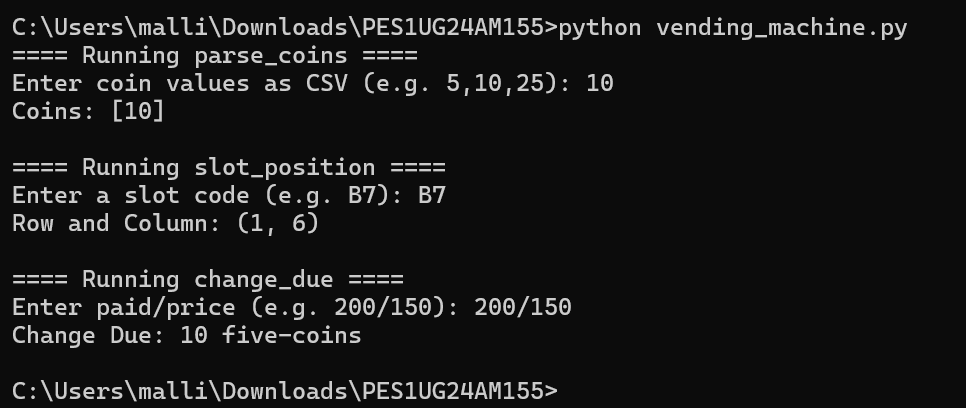 C:\Users\malli\Downloads\PES1UG24AM155>python vending_machine.py
==== Running parse_coins ====
Enter coin values as CSV (e.g. 5,10,25): 10
Coins: [10]
==== Running slot_position ====
Enter a slot code (e.g. B7): B7
Row and Column: (1, 6)
==== Running change_due ====
Enter paid/price (e.g. 200/150): 200/150
Change Due: 10 five-coins
C:\Users\malli\Downloads\PES1UG24AM155>